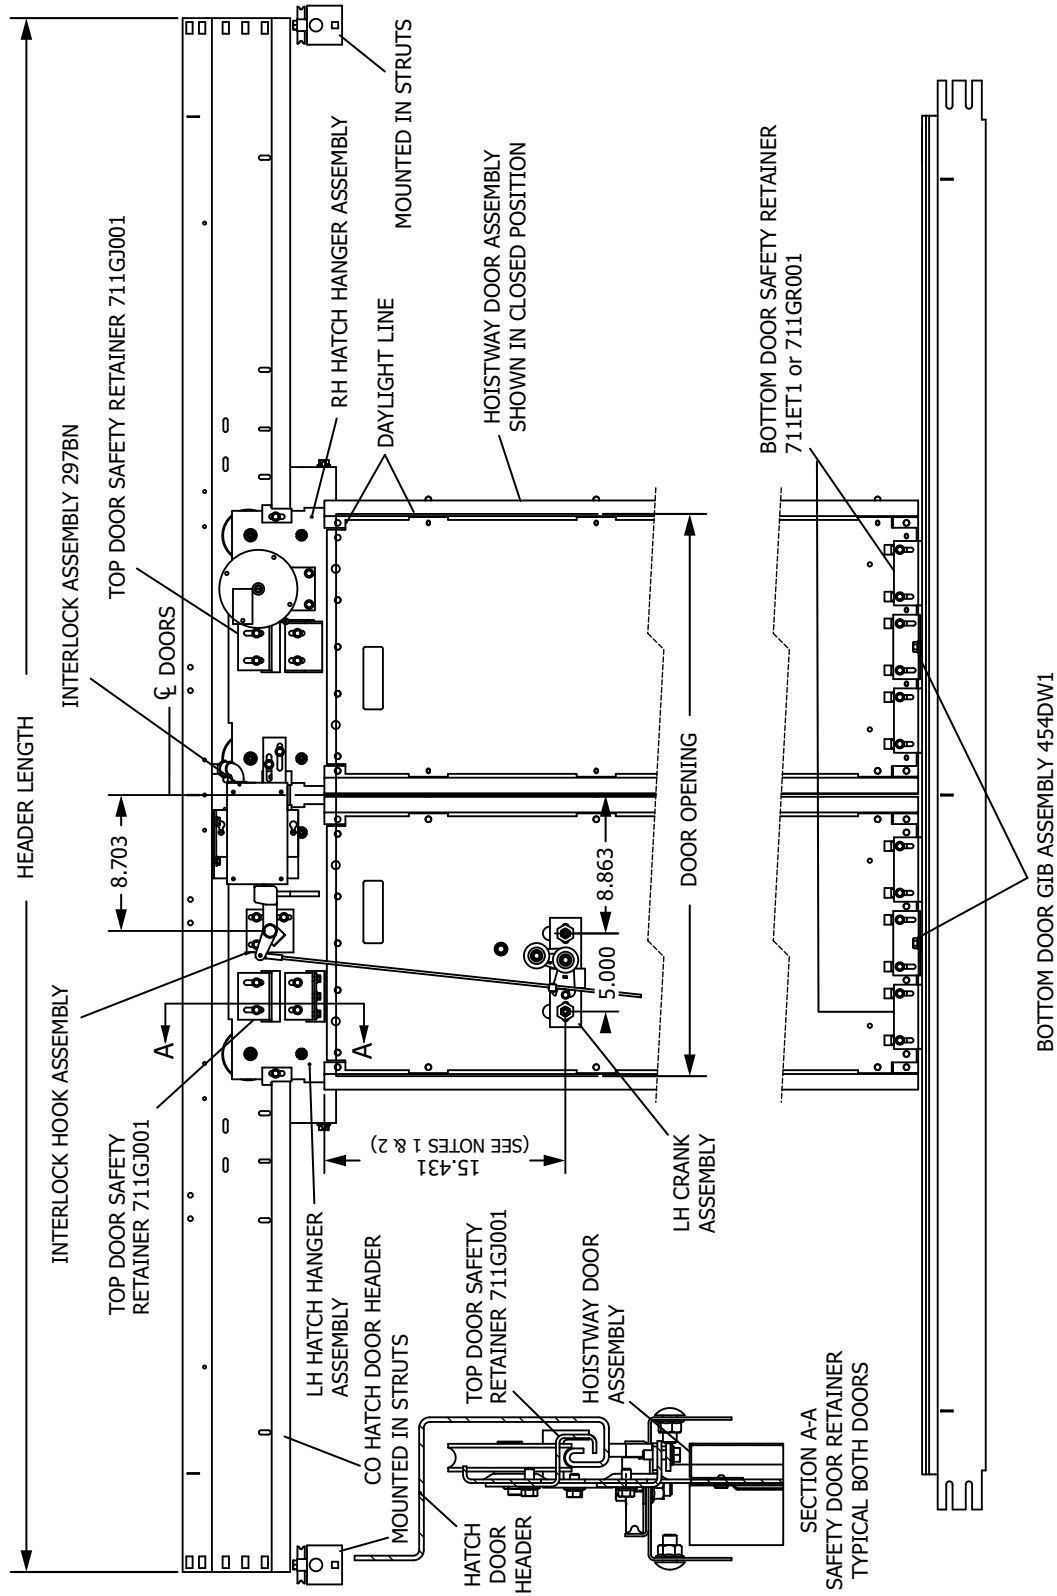 HEADER LENGTH
INTERLOCK HOOK ASSEMBLY
INTERLOCK ASSEMBLY 297BN
TOP DOOR SAFETY
RETAINER 711GJ001
8.703
℄ DOORS
TOP DOOR SAFETY RETAINER 711GJ001
A
A
LH HATCH HANGER
ASSEMBLY
RH HATCH HANGER ASSEMBLY
CO HATCH DOOR HEADER
MOUNTED IN STRUTS
MOUNTED IN STRUTS
DAYLIGHT LINE
15.431
(SEE NOTES 1 & 2)
HATCH
DOOR
HEADER
TOP DOOR SAFETY
RETAINER 711GJ001
HOISTWAY DOOR ASSEMBLY
SHOWN IN CLOSED POSITION
HOISTWAY DOOR
ASSEMBLY
5.000
8.863
LH CRANK
ASSEMBLY
DOOR OPENING
SECTION A-A
SAFETY DOOR RETAINER
TYPICAL BOTH DOORS
BOTTOM DOOR SAFETY RETAINER
711ET1 or 711GR001
BOTTOM DOOR GIB ASSEMBLY 454DW1